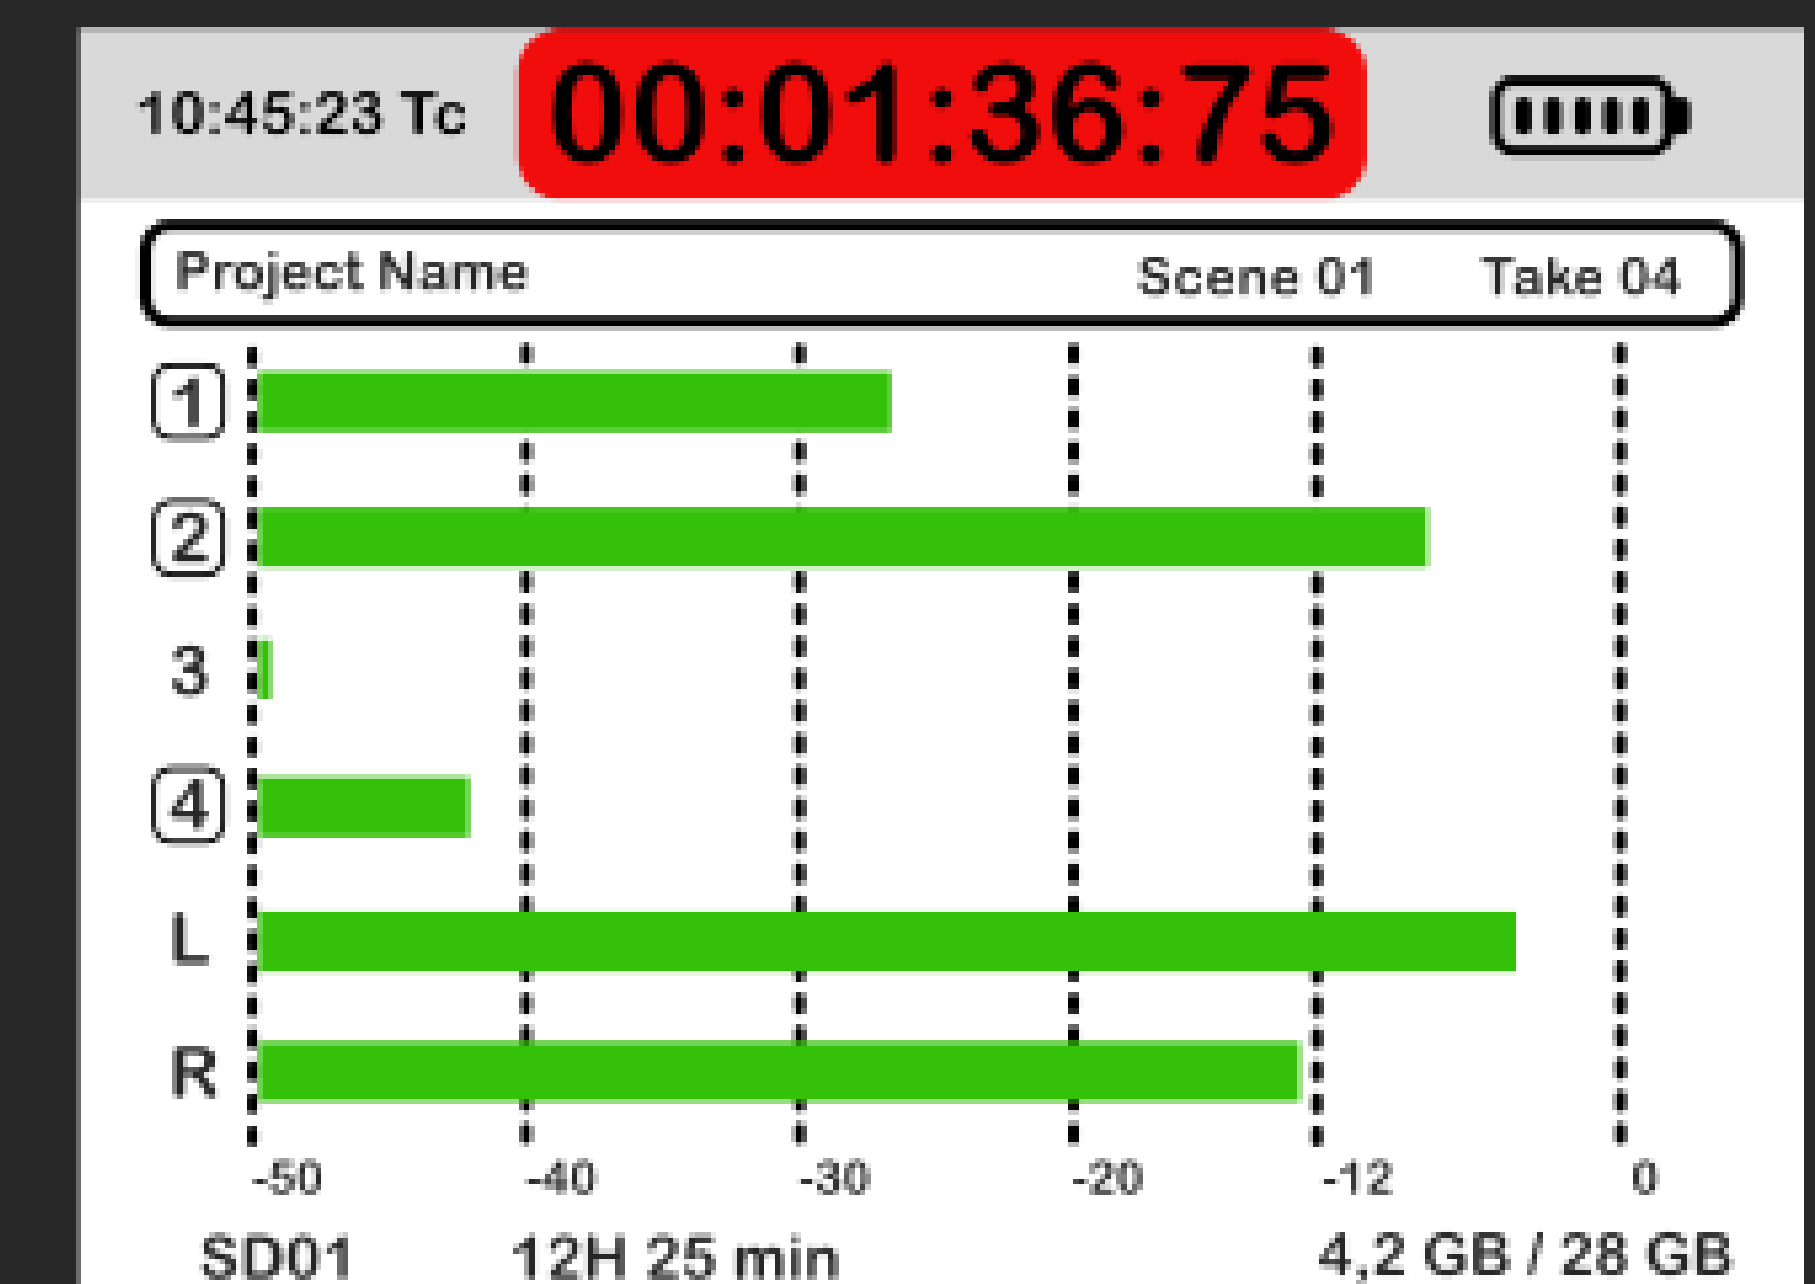 10:45:23 Tc 00:01:36:75
Project Name Scene 01 Take 04
1
2
3
4
L
R
-50 -40 -30 -20 -12 0
SD01 12H 25 min 4,2 GB / 28 GB